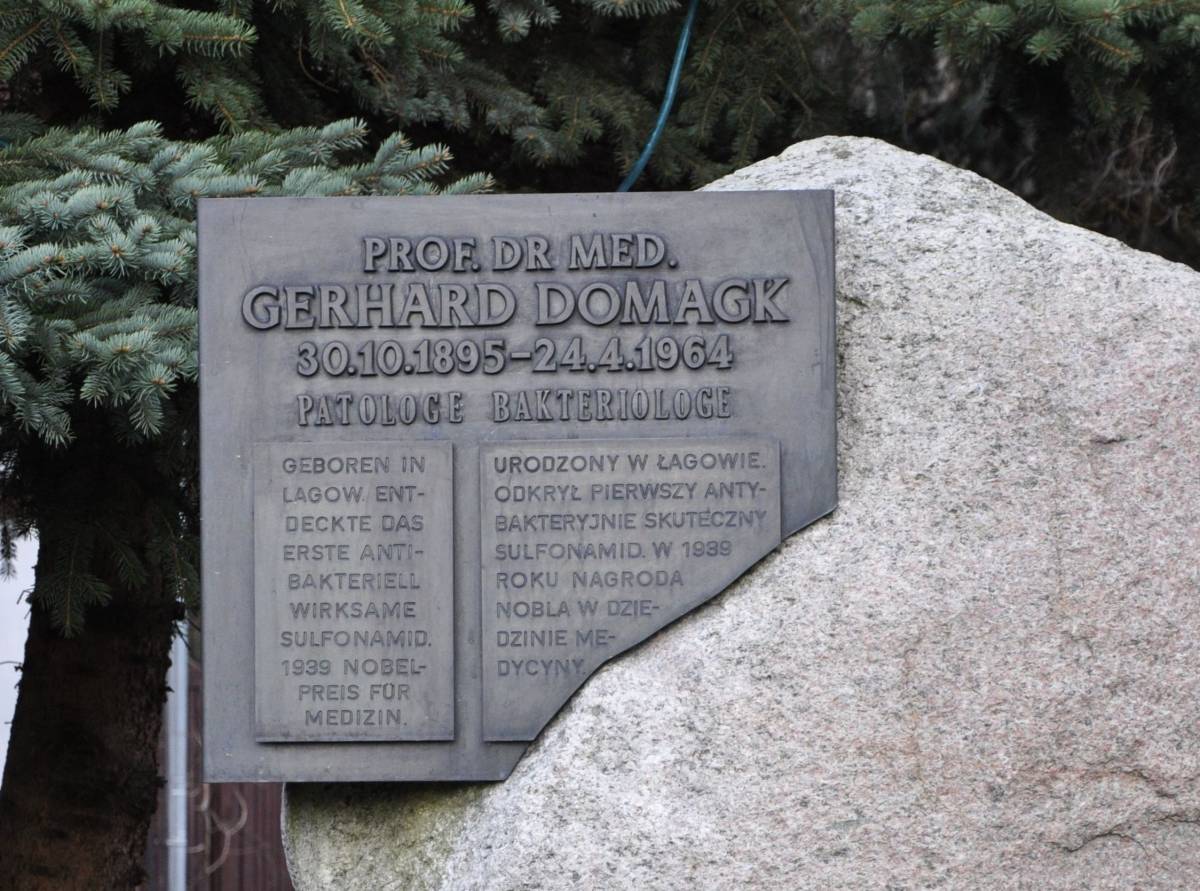 PROF. DR MED.
GERHARD DOMAGK
30.10.1895-24.4.1964
PATOLOGE BAKTERIOLOGE
GEBOREN IN
LAGOW. ENT-
DECKTE DAS
ERSTE ANTI-
BAKTERIELL
WIRKSAME
SULFONAMID.
1939 NOBEL-
PREIS FÜR
MEDIZIN.
URODZONY W ŁAGOWIE.
ODKRYŁ PIERWSZY ANTY-
BAKTERYJNIE SKUTECZNY
SULFONAMID. W 1939
ROKU NAGRODA
NOBLA W DZIE-
DZINIE ME-
DYCYNY.